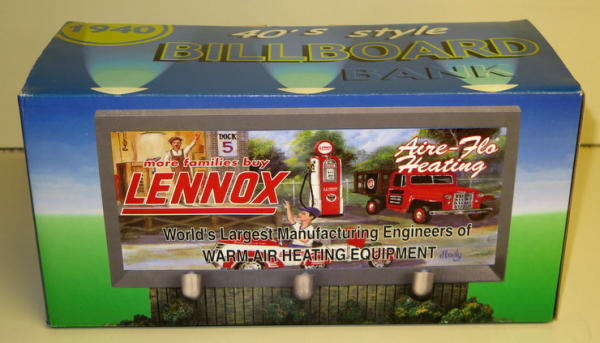 1940
40's style
BILLBOARD
BANK
DOCK
5
more families buy
LENNOX
Aire-Flo
Heating
World's Largest Manufacturing Engineers of
WARM AIR HEATING EQUIPMENT